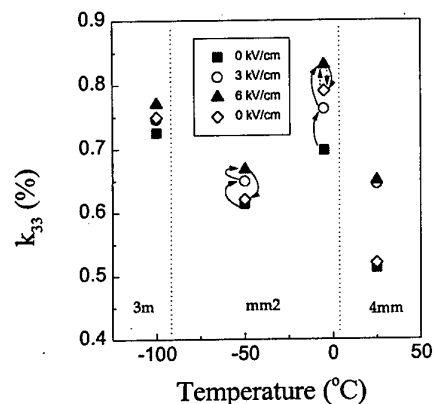 0.9
0.8
0.7
0.6
0.5
0.4
k33 (%)
0 kV/cm
3 kV/cm
6 kV/cm
0 kV/cm
3m
mm2
4mm
-100
-50
0
50
Temperature (°C)